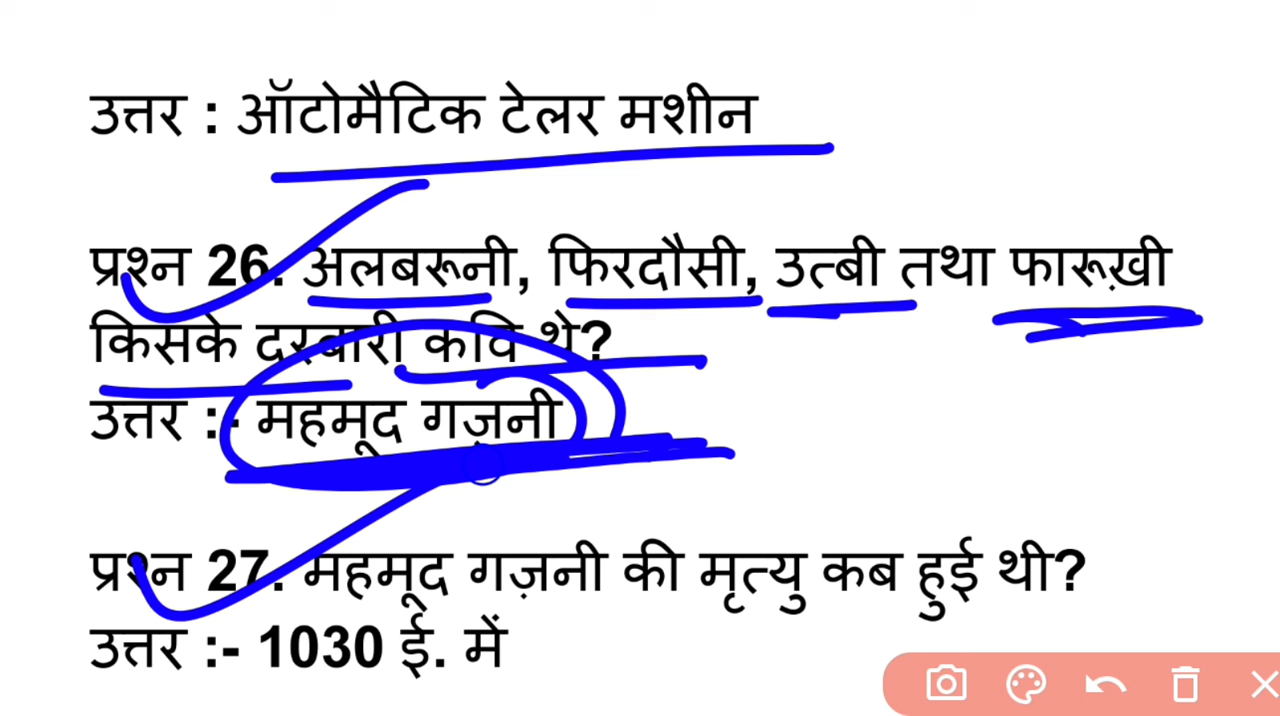 उत्तर : ऑटोमैटिक टेलर मशीन
प्रश्न 26. अलबरूनी, फिरदौसी, उत्बी तथा फारूख़ी
किसके दरबारी कवि थे?
उत्तर :- महमूद गज़नी
प्रश्न 27. महमूद गज़नी की मृत्यु कब हुई थी?
उत्तर :- 1030 ई. में